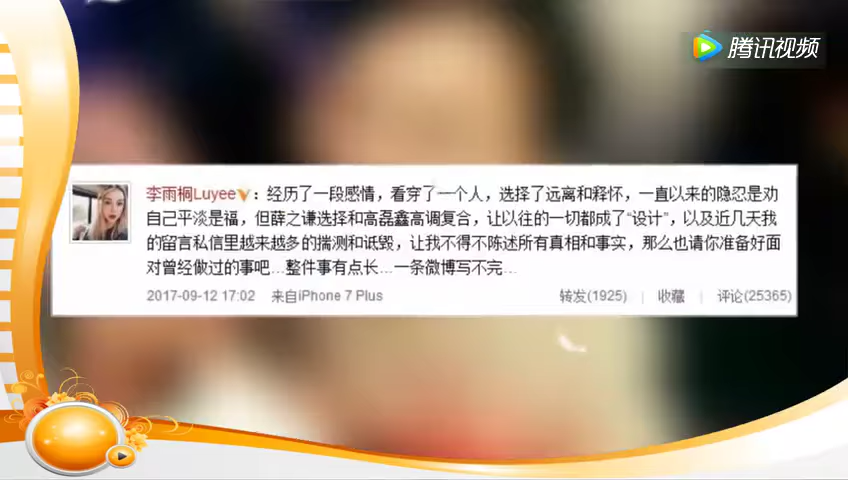 腾讯视频
李雨桐Luyee：经历了一段感情，看穿了一个人，选择了远离和释怀，一直以来的隐忍是劝
自己平淡是福，但薛之谦选择和高磊鑫高调复合，让以往的一切都成了“设计”，以及近几天我
的留言私信里越来越多的揣测和诋毁，让我不得不陈述所有真相和事实，那么也请你准备好面
对曾经做过的事吧...整件事有点长...一条微博写不完...
2017-09-12 17:02 来自iPhone 7 Plus 转发(1925) | 收藏 | 评论(25365)